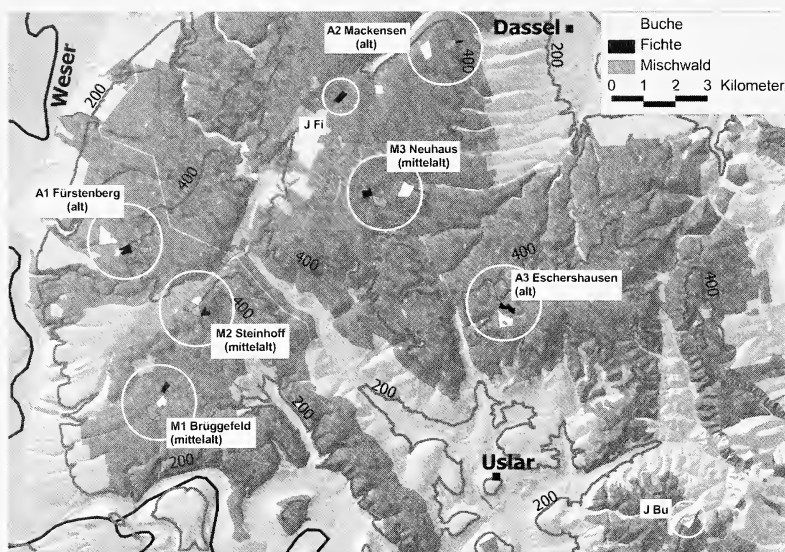 A2 Mackensen
(alt)
Dassel
Buche
Fichte
Mischwald
0 1 2 3 Kilometer
200
400
Weser
200
J Fi
M3 Neuhaus
(mittelalt)
400
A1 Fürstenberg
(alt)
400
400
A3 Eschershausen
(alt)
400
400
M2 Steinhoff
(mittelalt)
200
200
M1 Brüggefeld
(mittelalt)
200
Uslar
200
J Bu